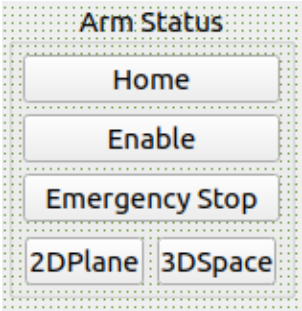 Arm Status
Home
Enable
Emergency Stop
2DPlane 3DSpace